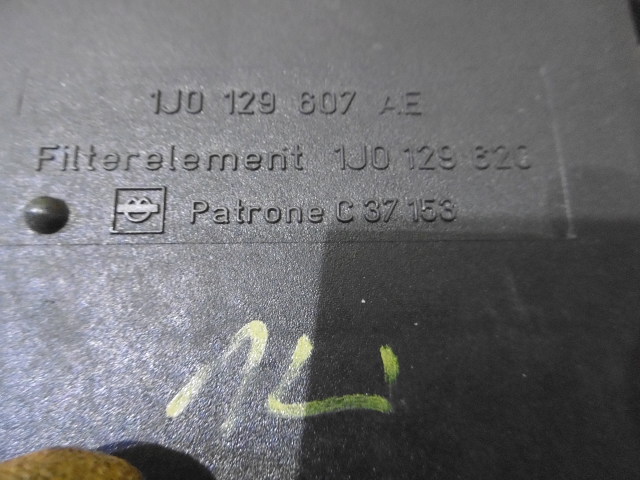 1J0 129 607 AE
Filterelement 1J0 129 620
Patrone C 37 153